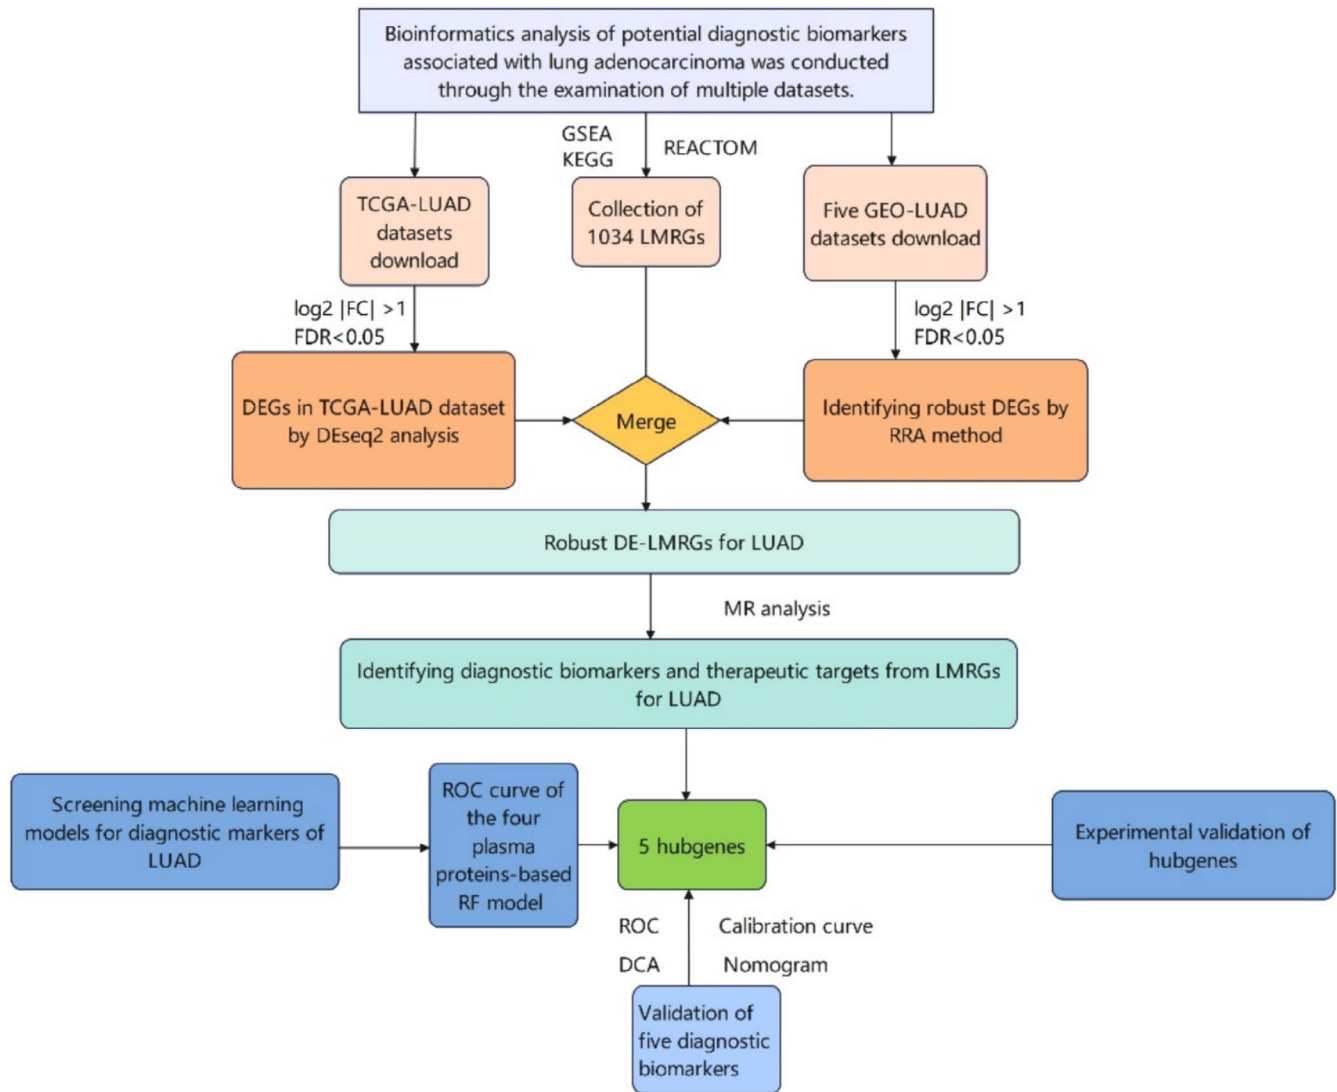 Bioinformatics analysis of potential diagnostic biomarkers
associated with lung adenocarcinoma was conducted
through the examination of multiple datasets.
GSEA
KEGG
REACTOM
TCGA-LUAD
datasets
download
Collection of
1034 LMRGs
Five GEO-LUAD
datasets download
log2 |FC| >1
FDR<0.05
log2 |FC| >1
FDR<0.05
DEGs in TCGA-LUAD dataset
by DEseq2 analysis
Merge
Identifying robust DEGs by
RRA method
Robust DE-LMRGs for LUAD
MR analysis
Identifying diagnostic biomarkers and therapeutic targets from LMRGs
for LUAD
Screening machine learning
models for diagnostic markers of
LUAD
ROC curve of
the four
plasma
proteins-based
RF model
5 hubgenes
Experimental validation of
hubgenes
ROC
Calibration curve
DCA
Nomogram
Validation of
five diagnostic
biomarkers